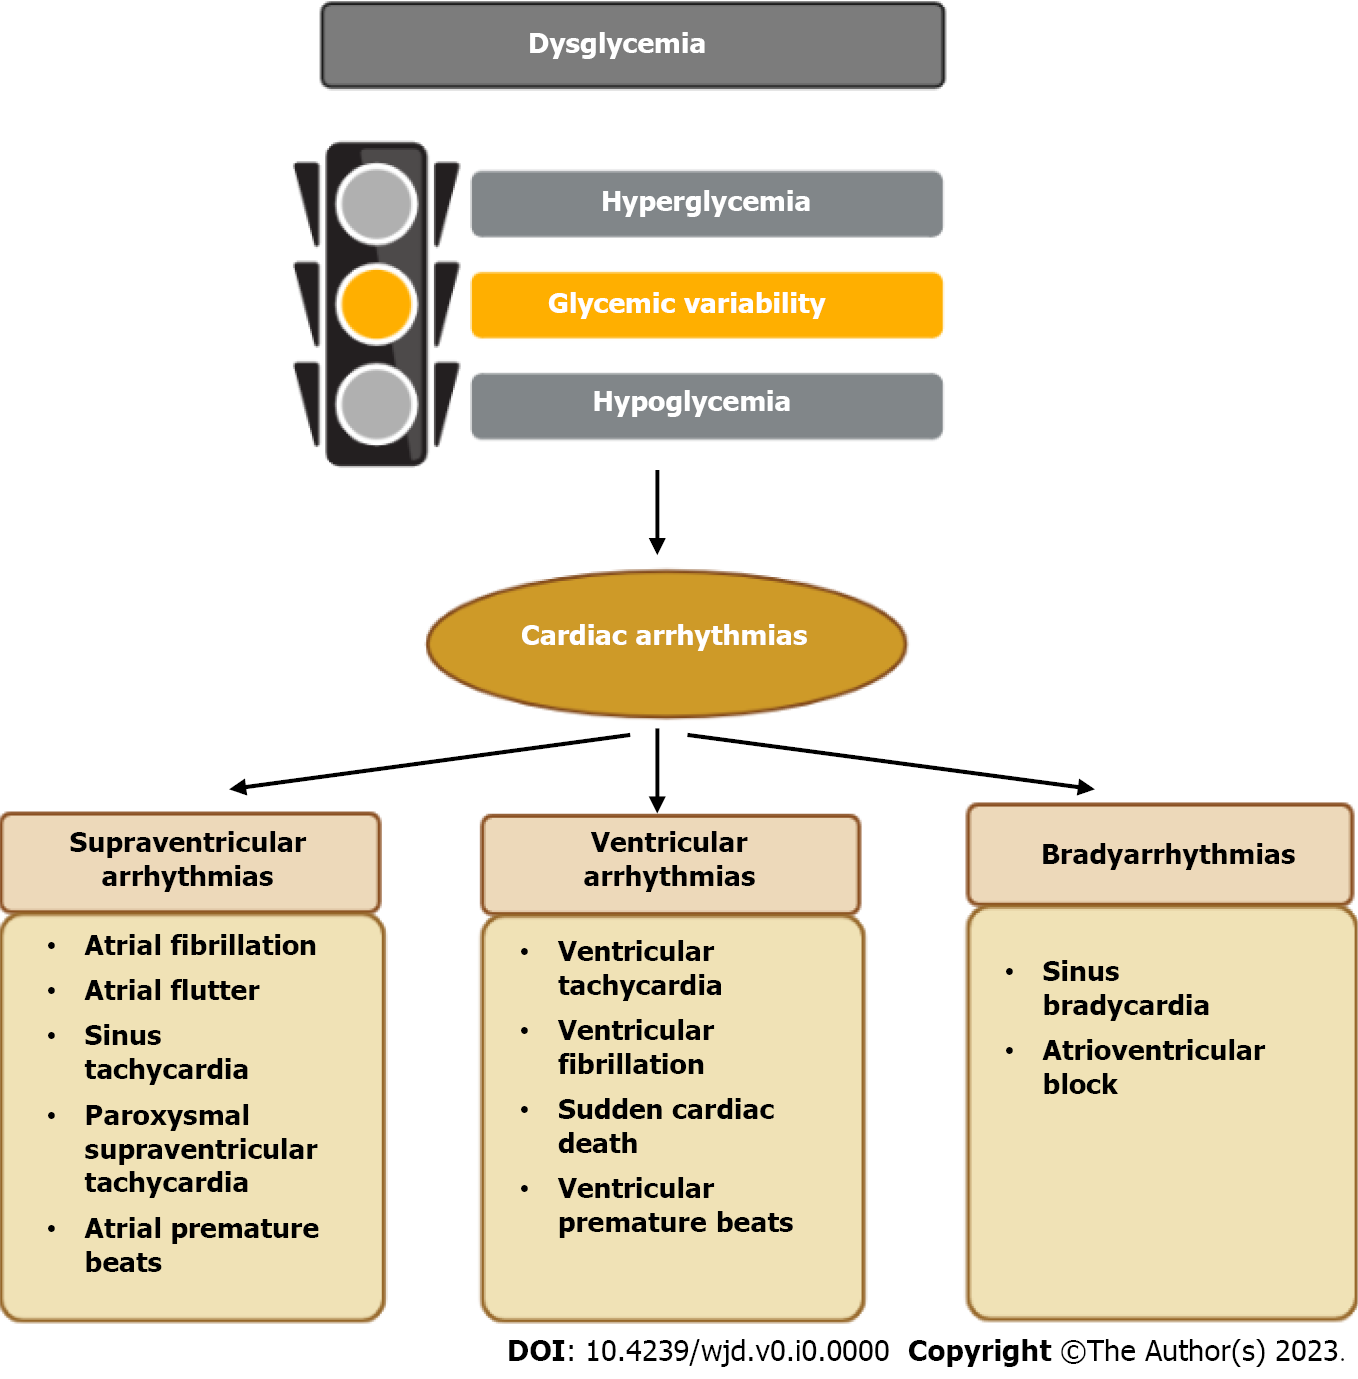 Dysglycemia
Hyperglycemia
Glycemic variability
Hypoglycemia
Cardiac arrhythmias
Supraventricular
arrhythmias
• Atrial fibrillation
• Atrial flutter
• Sinus
tachycardia
• Paroxysmal
supraventricular
tachycardia
• Atrial premature
beats
Ventricular
arrhythmias
• Ventricular
tachycardia
• Ventricular
fibrillation
• Sudden cardiac
death
• Ventricular
premature beats
Bradyarrhythmias
• Sinus
bradycardia
• Atrioventricular
block
DOI: 10.4239/wjd.v0.i0.0000 Copyright ©The Author(s) 2023.